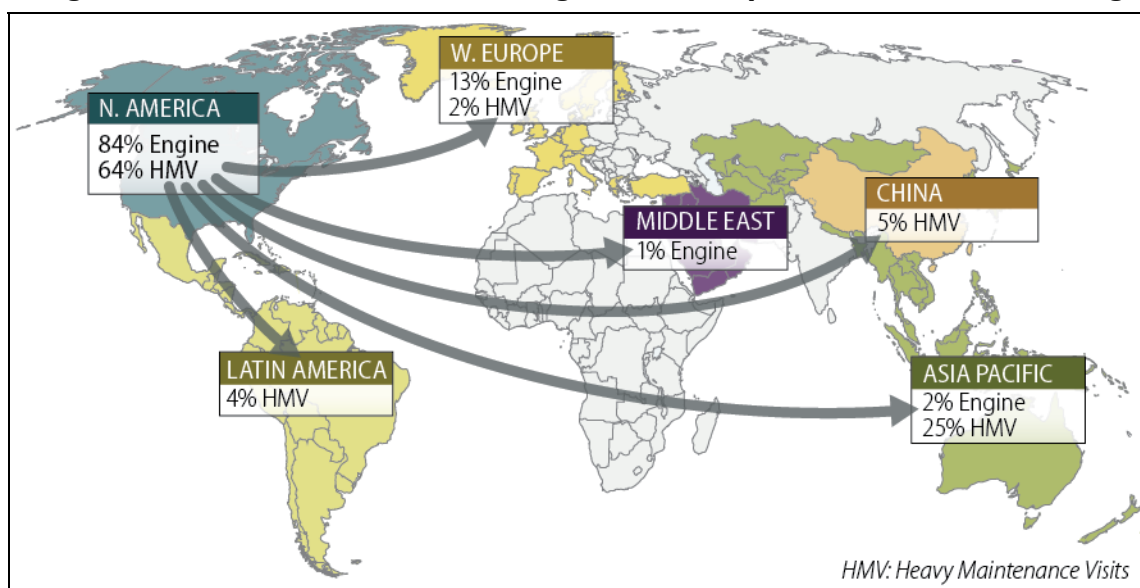 W. EUROPE
13% Engine
2% HMV
N. AMERICA
84% Engine
64% HMV
CHINA
5% HMV
MIDDLE EAST
1% Engine
LATIN AMERICA
4% HMV
ASIA PACIFIC
2% Engine
25% HMV
HMV: Heavy Maintenance Visits